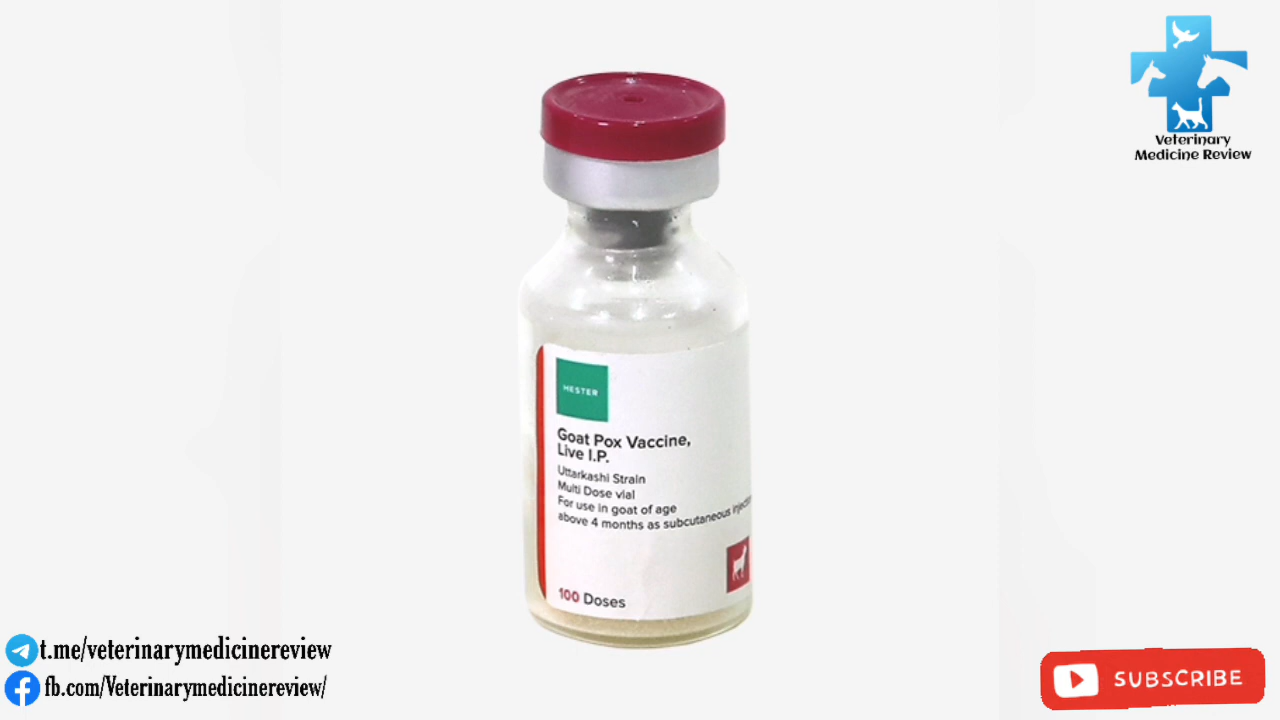 Veterinary
Medicine Review
HESTER
Goat Pox Vaccine,
Live I.P.
Uttarkashi Strain
Multi Dose vial
For use in goat of age
above 4 months as subcutaneous
100 Doses
t.me/veterinarymedicinereview
fb.com/Veterinarymedicinereview/
SUBSCRIBE